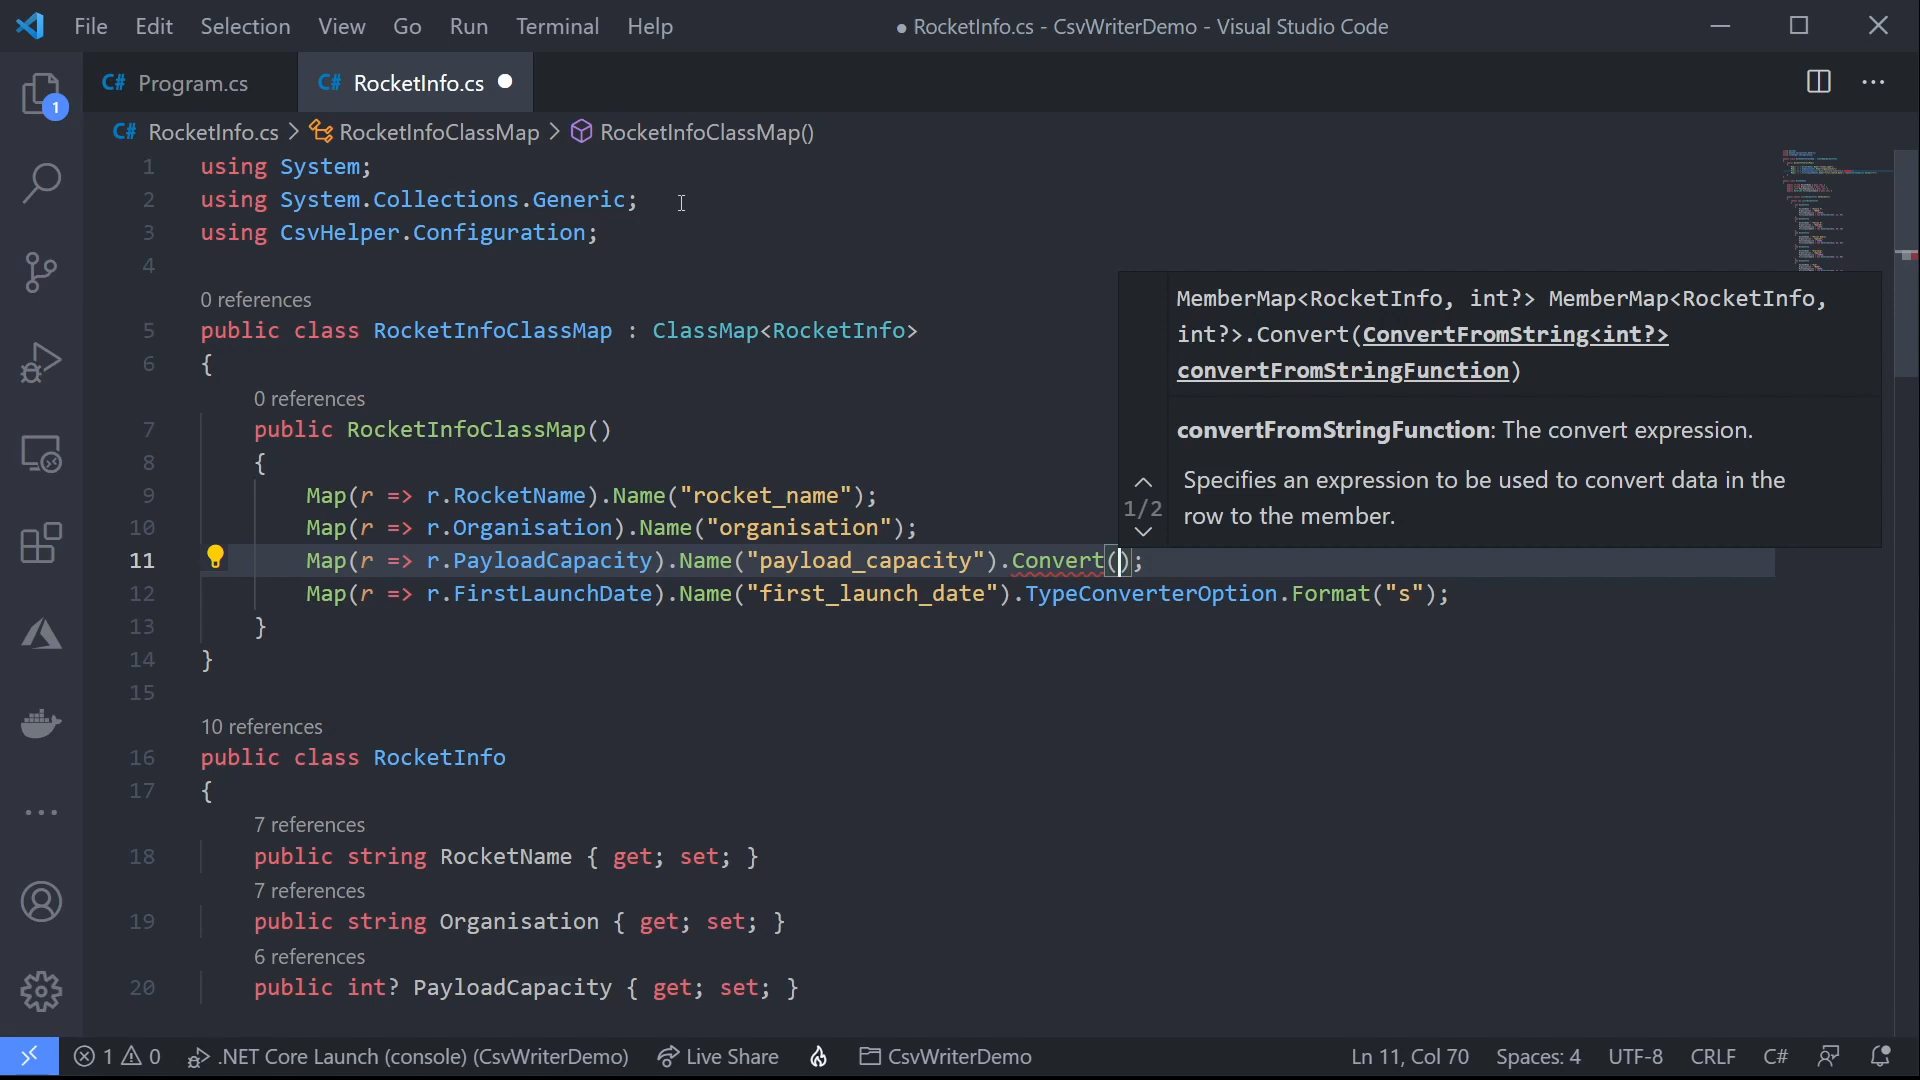 File Edit Selection View Go Run Terminal Help ● RocketInfo.cs - CsvWriterDemo - Visual Studio Code
C# Program.cs C# RocketInfo.cs ●
C# RocketInfo.cs > RocketInfoClassMap > RocketInfoClassMap()
1
1 using System;
2 using System.Collections.Generic;
3 using CsvHelper.Configuration;
4
0 references
5 public class RocketInfoClassMap : ClassMap<RocketInfo>
6 {
0 references
7 public RocketInfoClassMap()
8 {
9 Map(r => r.RocketName).Name("rocket_name");
10 Map(r => r.Organisation).Name("organisation");
11 Map(r => r.PayloadCapacity).Name("payload_capacity").Convert();
12 Map(r => r.FirstLaunchDate).Name("first_launch_date").TypeConverterOption.Format("s");
13 }
14 }
15
10 references
16 public class RocketInfo
17 {
7 references
18 public string RocketName { get; set; }
7 references
19 public string Organisation { get; set; }
6 references
20 public int? PayloadCapacity { get; set; }
MemberMap<RocketInfo, int?> MemberMap<RocketInfo,
int?>.Convert(ConvertFromString<int?>
convertFromStringFunction)
convertFromStringFunction: The convert expression.
1/2
Specifies an expression to be used to convert data in the
row to the member.
1 0 .NET Core Launch (console) (CsvWriterDemo) Live Share CsvWriterDemo Ln 11, Col 70 Spaces: 4 UTF-8 CRLF C#